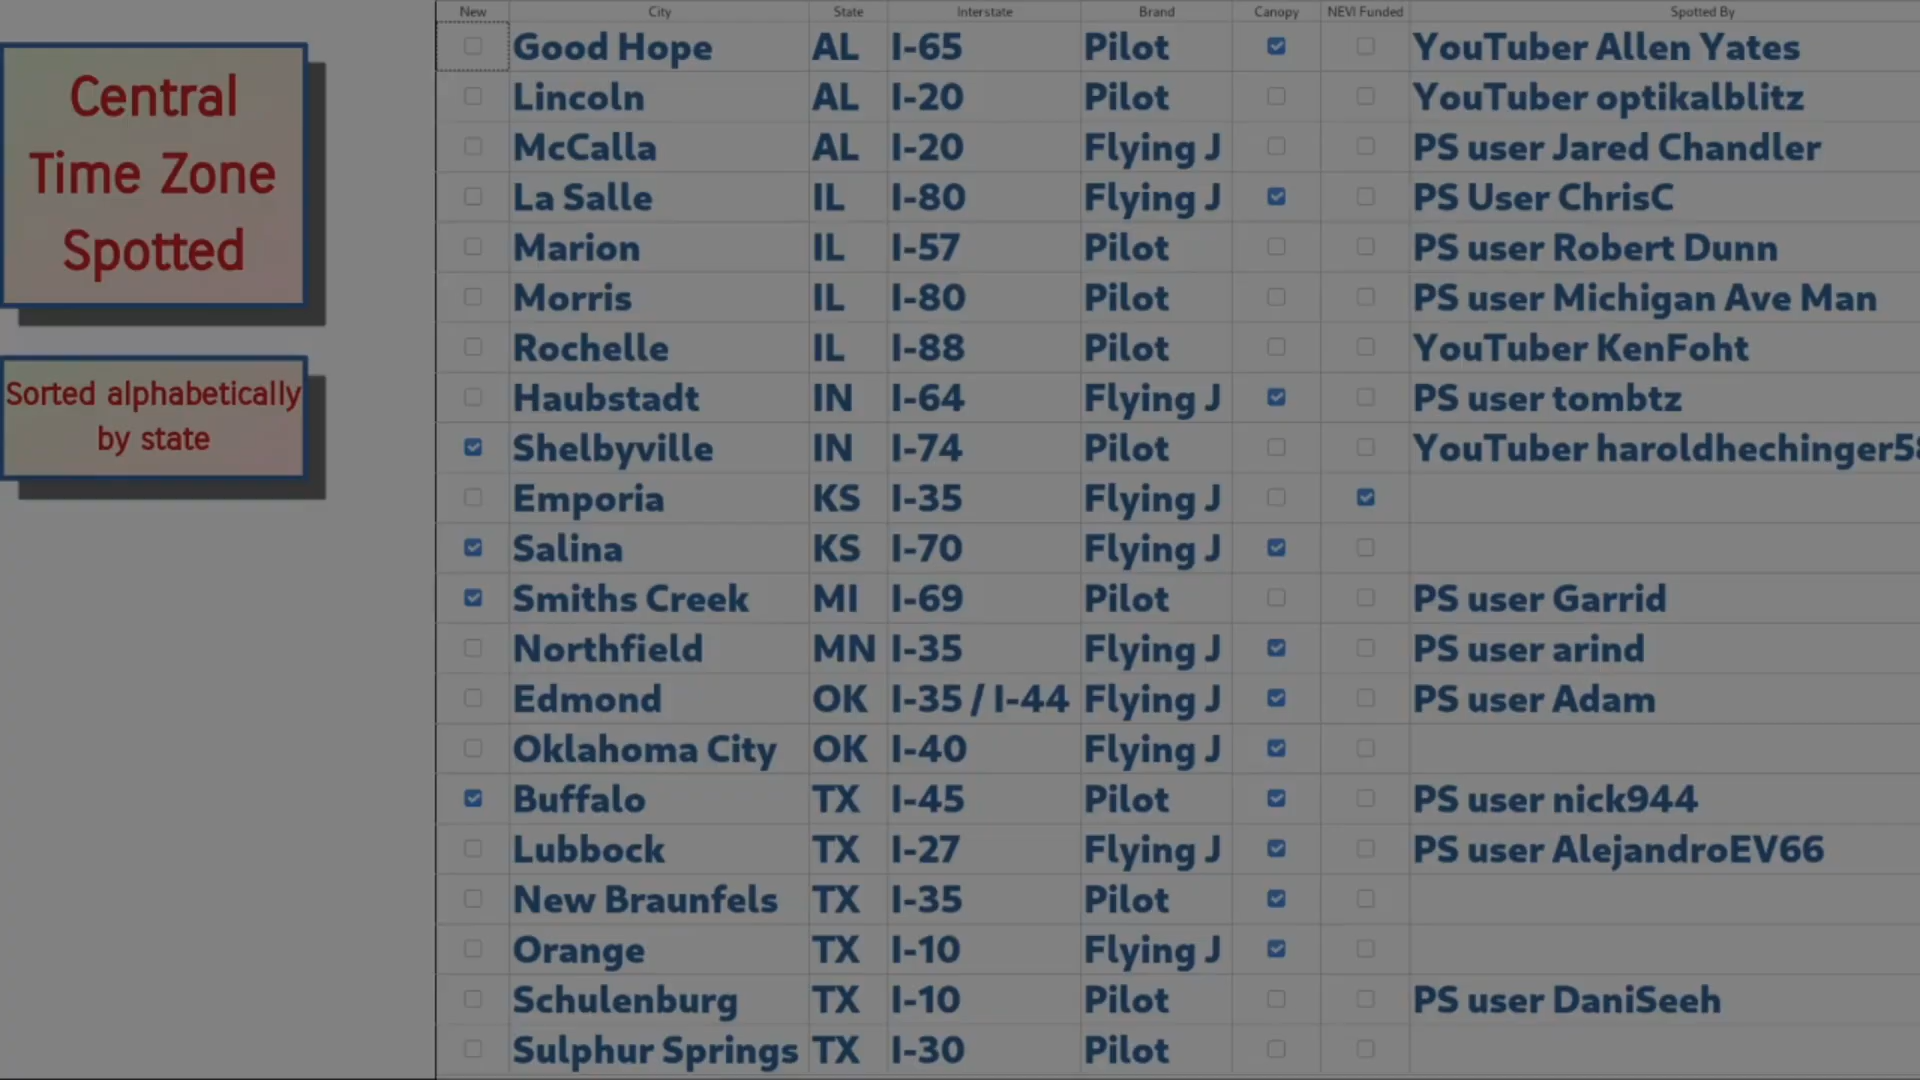 Central
Time Zone
Spotted
Sorted alphabetically
by state
New City State Interstate Brand Canopy NEVI Funded Spotted By
Good Hope AL I-65 Pilot YouTuber Allen Yates
Lincoln AL I-20 Pilot YouTuber optikalblitz
McCalla AL I-20 Flying J PS user Jared Chandler
La Salle IL I-80 Flying J PS User ChrisC
Marion IL I-57 Pilot PS user Robert Dunn
Morris IL I-80 Pilot PS user Michigan Ave Man
Rochelle IL I-88 Pilot YouTuber KenFoht
Haubstadt IN I-64 Flying J PS user tombtz
Shelbyville IN I-74 Pilot YouTuber haroldhechinger58
Emporia KS I-35 Flying J
Salina KS I-70 Flying J
Smiths Creek MI I-69 Pilot PS user Garrid
Northfield MN I-35 Flying J PS user arind
Edmond OK I-35 / I-44 Flying J PS user Adam
Oklahoma City OK I-40 Flying J
Buffalo TX I-45 Pilot PS user nick944
Lubbock TX I-27 Flying J PS user AlejandroEV66
New Braunfels TX I-35 Pilot
Orange TX I-10 Flying J
Schulenburg TX I-10 Pilot PS user DaniSeeh
Sulphur Springs TX I-30 Pilot